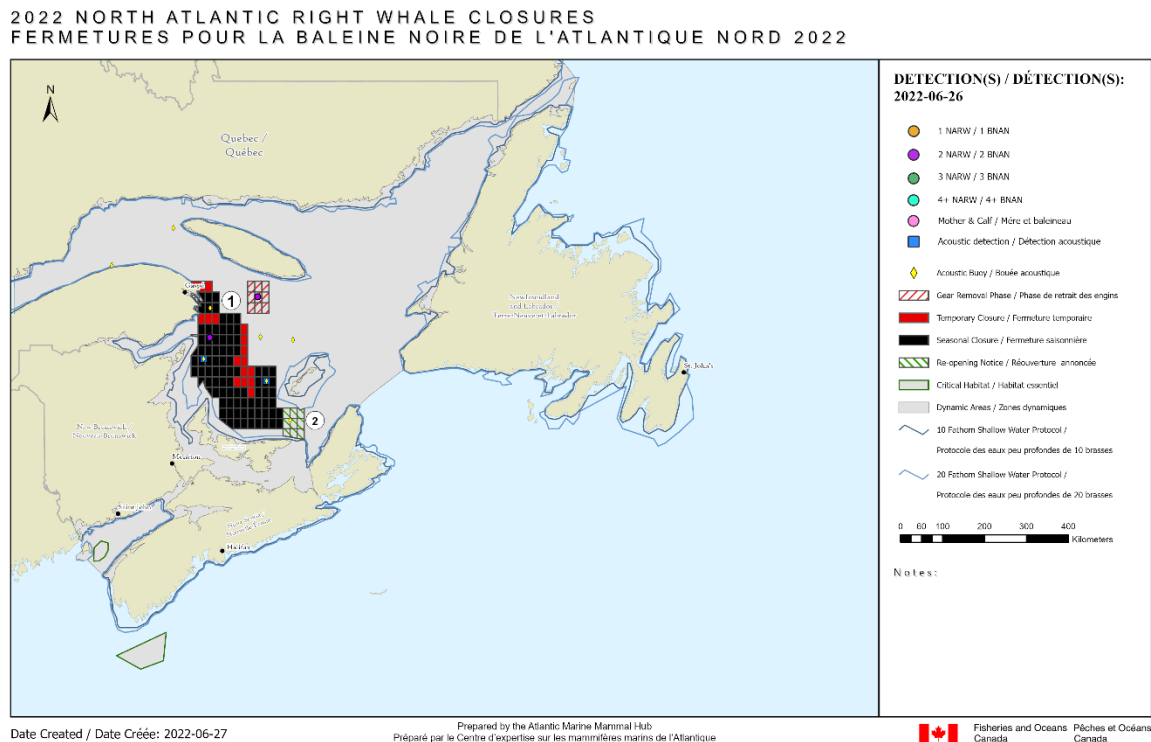 2022 NORTH ATLANTIC RIGHT WHALE CLOSURES
FERMETURES POUR LA BALEINE NOIRE DE L'ATLANTIQUE NORD 2022
N
Quebec /
Québec
Gaspé
1
Newfoundland
and Labrador /
Terre-Neuve-et-Labrador
St. John's
2
New Brunswick /
Nouveau-Brunswick
Moncton
Saint John
Nova Scotia /
Nouvelle-Écosse
Halifax
DETECTION(S) / DÉTECTION(S):
2022-06-26
1 NARW / 1 BNAN
2 NARW / 2 BNAN
3 NARW / 3 BNAN
4+ NARW / 4+ BNAN
Mother & Calf / Mére et baleineau
Acoustic detection / Détection acoustique
Acoustic Buoy / Bouée acoustique
Gear Removal Phase / Phase de retrait des engins
Temporary Closure / Fermeture temporaire
Seasonal Closure / Fermeture saisonnière
Re-opening Notice / Réouverture annoncée
Critical Habitat / Habitat essentiel
Dynamic Areas / Zones dynamiques
10 Fathom Shallow Water Protocol /
Protocole des eaux peu profondes de 10 brasses
20 Fathom Shallow Water Protocol /
Protocole des eaux peu profondes de 20 brasses
0 60 100 200 300 400
Kilometers
Notes:
Date Created / Date Créée: 2022-06-27
Prepared by the Atlantic Marine Mammal Hub
Préparé par le Centre d'expertise sur les mammifères marins de l'Atlantique
Fisheries and Oceans Pêches et Océans
Canada Canada